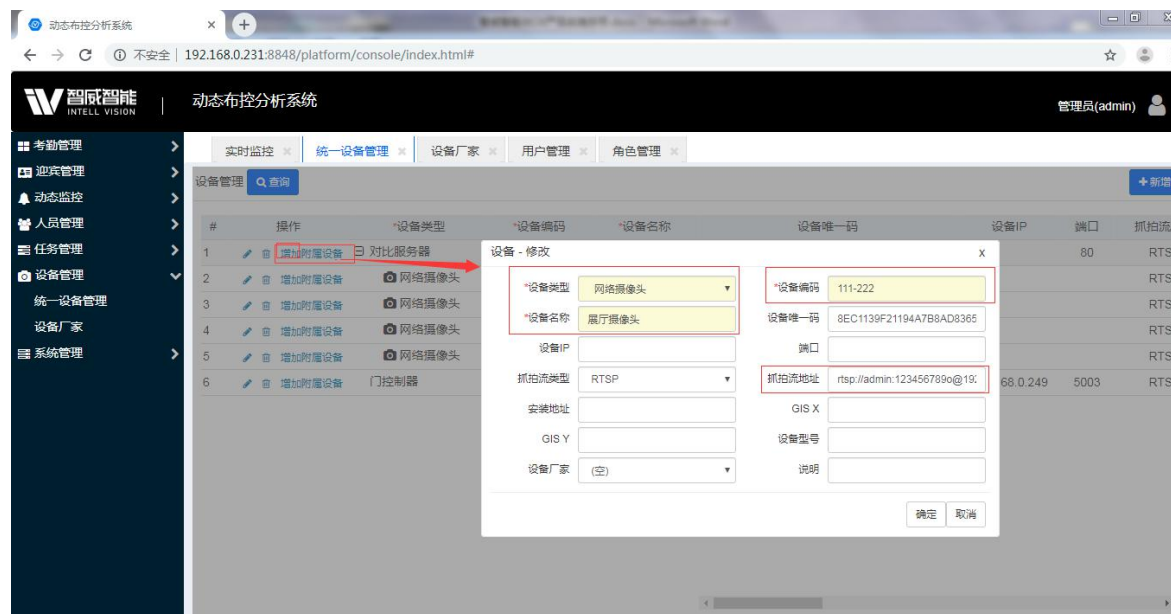 动态布控分析系统
不安全 192.168.0.231:8848/platform/console/index.html#
智威智能
INTELL VISION
动态布控分析系统
管理员(admin)
考勤管理
迎宾管理
动态监控
人员管理
任务管理
设备管理
统一设备管理
设备厂家
系统管理
实时监控 统一设备管理 设备厂家 用户管理 角色管理
设备管理 查询 +新增
# 操作 *设备类型 *设备编码 *设备名称 设备唯一码 设备IP 端口 抓拍流
1 增加附属设备 对比服务器 80 RTS
2 增加附属设备 网络摄像头 RTS
3 增加附属设备 网络摄像头 RTS
4 增加附属设备 网络摄像头 RTS
5 增加附属设备 网络摄像头 RTS
6 增加附属设备 门控制器 68.0.249 5003 RTS
设备 - 修改 x
*设备类型 网络摄像头 *设备编码 111-222
*设备名称 展厅摄像头 设备唯一码 8EC1139F21194A7B8AD8365
设备IP 端口
抓拍流类型 RTSP 抓拍流地址 rtsp://admin:123456789o@192
安装地址 GIS X
GIS Y 设备型号
设备厂家 (空) 说明
确定 取消